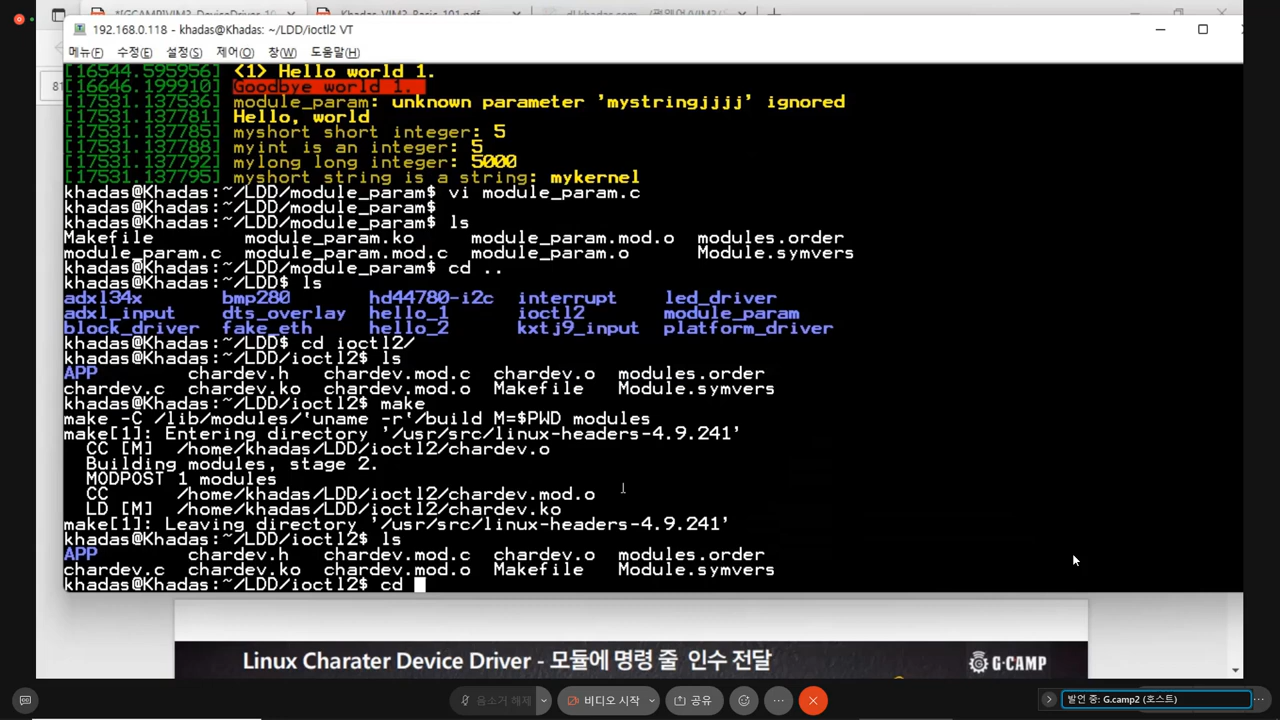 *[GCAMP]VIM3_DeviceDriver_10
Khadas_VIM3_Basic_101.pdf
192.168.0.118 - khadas@Khadas: ~/LDD/ioctl2 VT
메뉴(F) 수정(E) 설정(S) 제어(O) 창(W) 도움말(H)
81
[16544.595956] <1> Hello world 1.
[16646.199910] Goodbye world 1.
[17531.137536] module_param: unknown parameter 'mystringjjjj' ignored
[17531.137781] Hello, world
[17531.137785] myshort short integer: 5
[17531.137788] myint is an integer: 5
[17531.137792] mylong long integer: 5000
[17531.137795] myshort string is a string: mykernel
khadas@Khadas:~/LDD/module_param$ vi module_param.c
khadas@Khadas:~/LDD/module_param$
khadas@Khadas:~/LDD/module_param$ ls
Makefile module_param.ko module_param.mod.o modules.order
module_param.c module_param.mod.c module_param.o Module.symvers
khadas@Khadas:~/LDD/module_param$ cd ..
khadas@Khadas:~/LDD$ ls
adxl34x bmp280 hd44780-i2c interrupt led_driver
adxl_input dts_overlay hello_1 ioctl2 module_param
block_driver fake_eth hello_2 kxtj9_input platform_driver
khadas@Khadas:~/LDD$ cd ioctl2/
khadas@Khadas:~/LDD/ioctl2$ ls
APP chardev.h chardev.mod.c chardev.o modules.order
chardev.c chardev.ko chardev.mod.o Makefile Module.symvers
khadas@Khadas:~/LDD/ioctl2$ make
make -C /lib/modules/`uname -r`/build M=$PWD modules
make[1]: Entering directory '/usr/src/linux-headers-4.9.241'
CC [M] /home/khadas/LDD/ioctl2/chardev.o
Building modules, stage 2.
MODPOST 1 modules
CC /home/khadas/LDD/ioctl2/chardev.mod.o
LD [M] /home/khadas/LDD/ioctl2/chardev.ko
make[1]: Leaving directory '/usr/src/linux-headers-4.9.241'
khadas@Khadas:~/LDD/ioctl2$ ls
APP chardev.h chardev.mod.c chardev.o modules.order
chardev.c chardev.ko chardev.mod.o Makefile Module.symvers
khadas@Khadas:~/LDD/ioctl2$ cd
Linux Charater Device Driver - 모듈에 명령 줄 인수 전달
G·CAMP
음소거 해제 비디오 시작 공유 발언 중: G.camp2 (호스트)